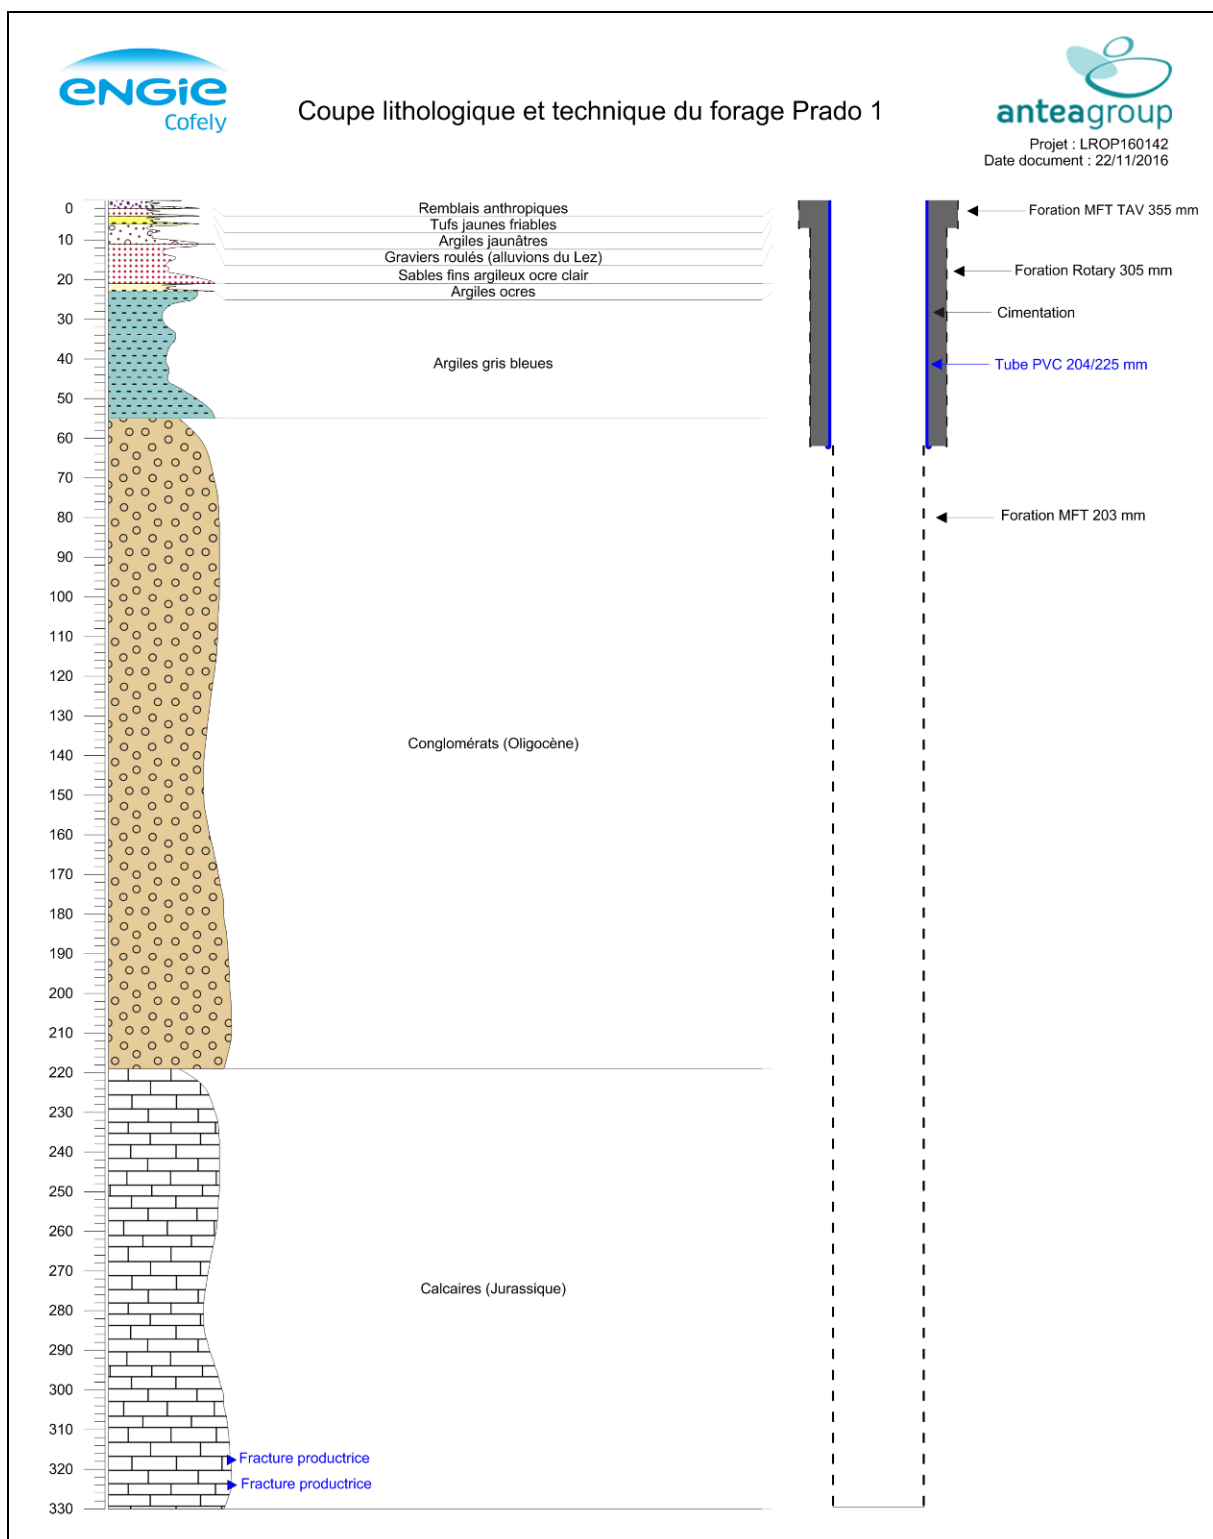 ENGIE
Cofely
Coupe lithologique et technique du forage Prado 1
anteagroup
Projet : LROP160142
Date document : 22/11/2016
0
10
20
30
40
50
60
70
80
90
100
110
120
130
140
150
160
170
180
190
200
210
220
230
240
250
260
270
280
290
300
310
320
330
Remblais anthropiques
Tufs jaunes friables
Argiles jaunâtres
Graviers roulés (alluvions du Lez)
Sables fins argileux ocre clair
Argiles ocres
Argiles gris bleues
Conglomérats (Oligocène)
Calcaires (Jurassique)
Fracture productrice
Fracture productrice
Foration MFT TAV 355 mm
Foration Rotary 305 mm
Cimentation
Tube PVC 204/225 mm
Foration MFT 203 mm